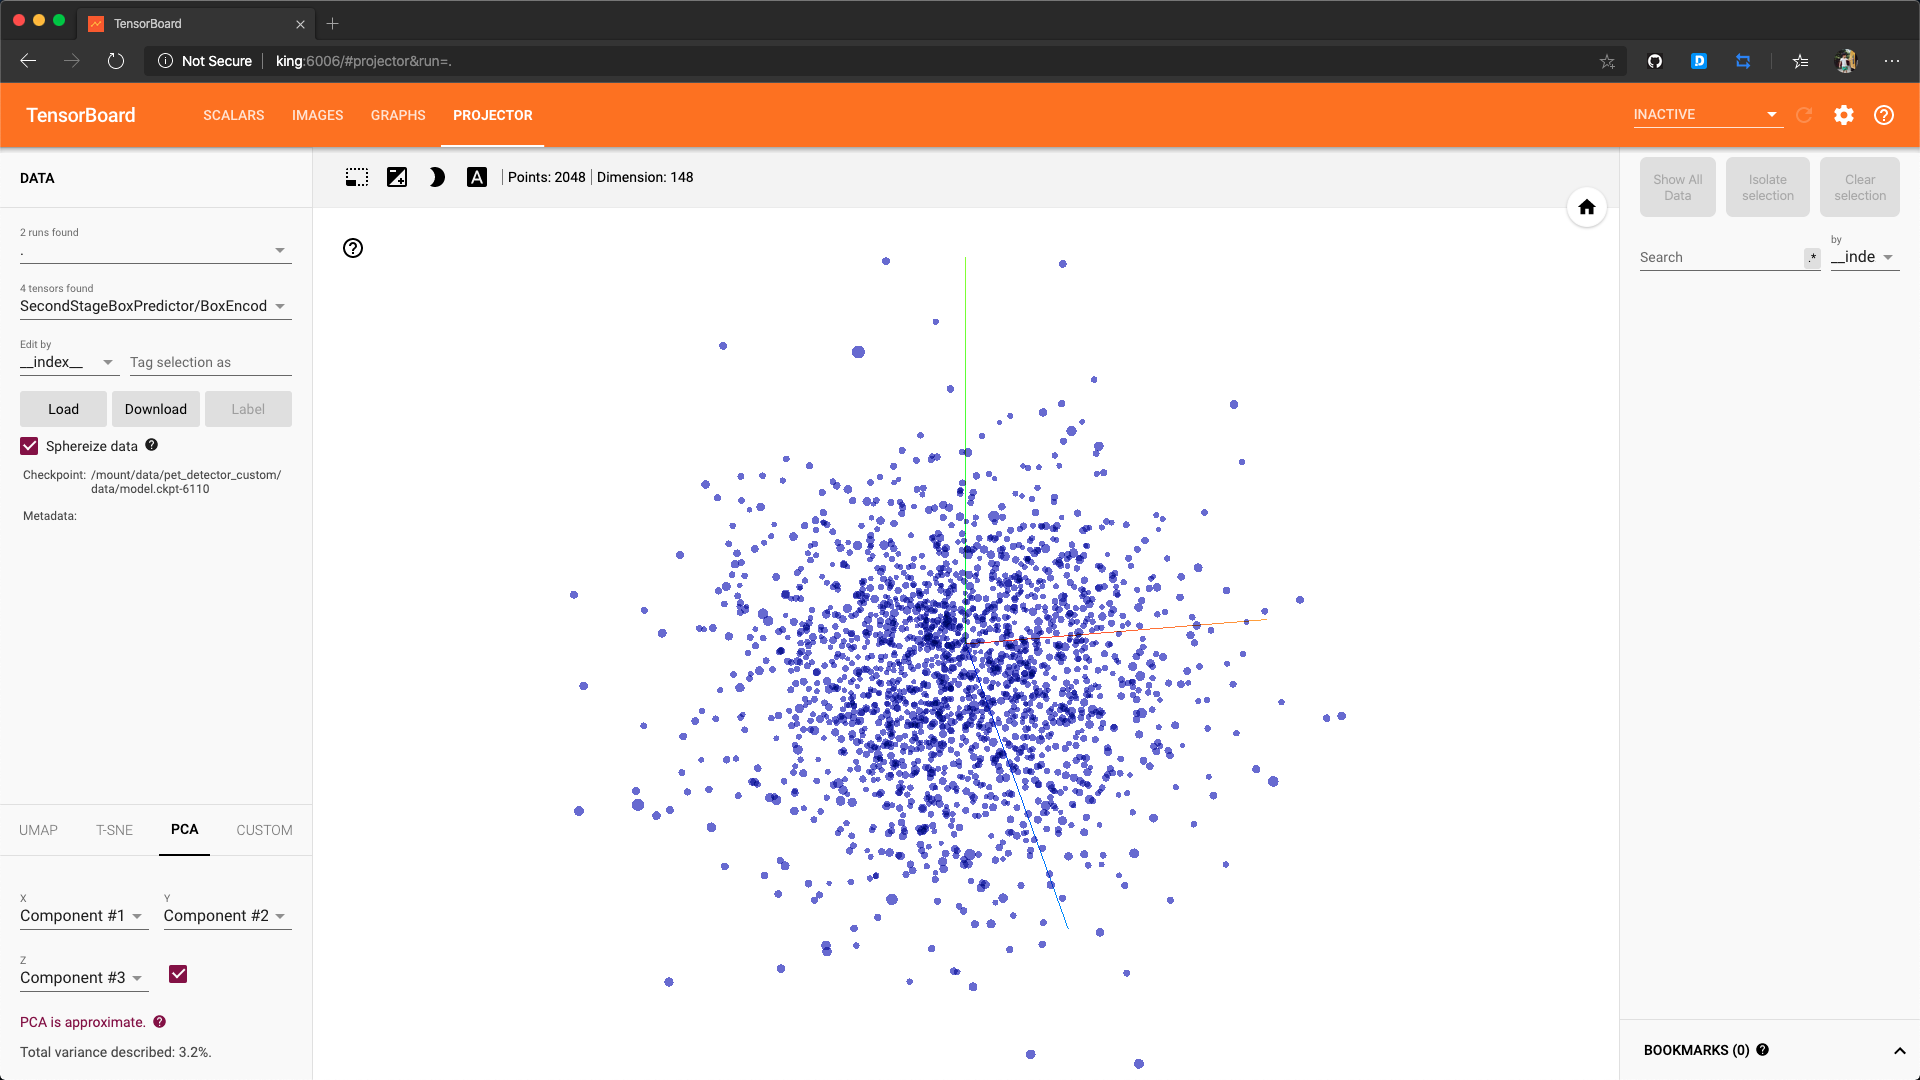 TensorBoard
Not Secure
king:6006/#projector&run=.
TensorBoard
SCALARS
IMAGES
GRAPHS
PROJECTOR
INACTIVE
DATA
2 runs found
.
4 tensors found
SecondStageBoxPredictor/BoxEncod
Edit by
__index__
Tag selection as
Load
Download
Label
Sphereize data
Checkpoint: /mount/data/pet_detector_custom/
data/model.ckpt-6110
Metadata:
UMAP
T-SNE
PCA
CUSTOM
X
Component #1
Y
Component #2
Z
Component #3
PCA is approximate.
Total variance described: 3.2%.
A
Points: 2048
Dimension: 148
Show All
Data
Isolate
selection
Clear
selection
Search
.*
by
__inde
BOOKMARKS (0)